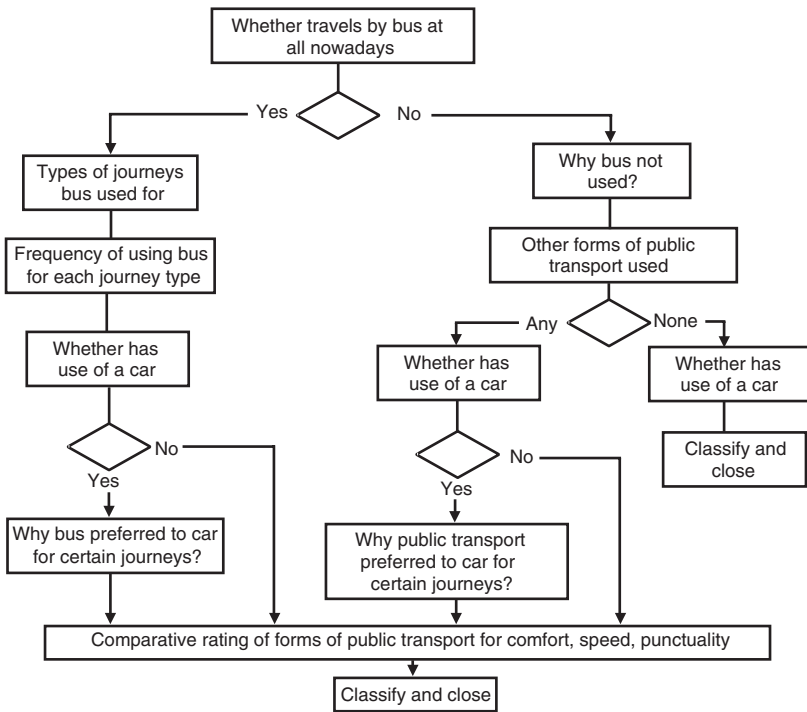 Whether travels by bus at
all nowadays
Yes
No
Types of journeys
bus used for
Why bus not
used?
Frequency of using bus
for each journey type
Other forms of public
transport used
Any
None
Whether has
use of a car
Whether has
use of a car
Whether has
use of a car
No
Yes
No
Yes
Classify and
close
Why bus preferred to car
for certain journeys?
Why public transport
preferred to car for
certain journeys?
Comparative rating of forms of public transport for comfort, speed, punctuality
Classify and close